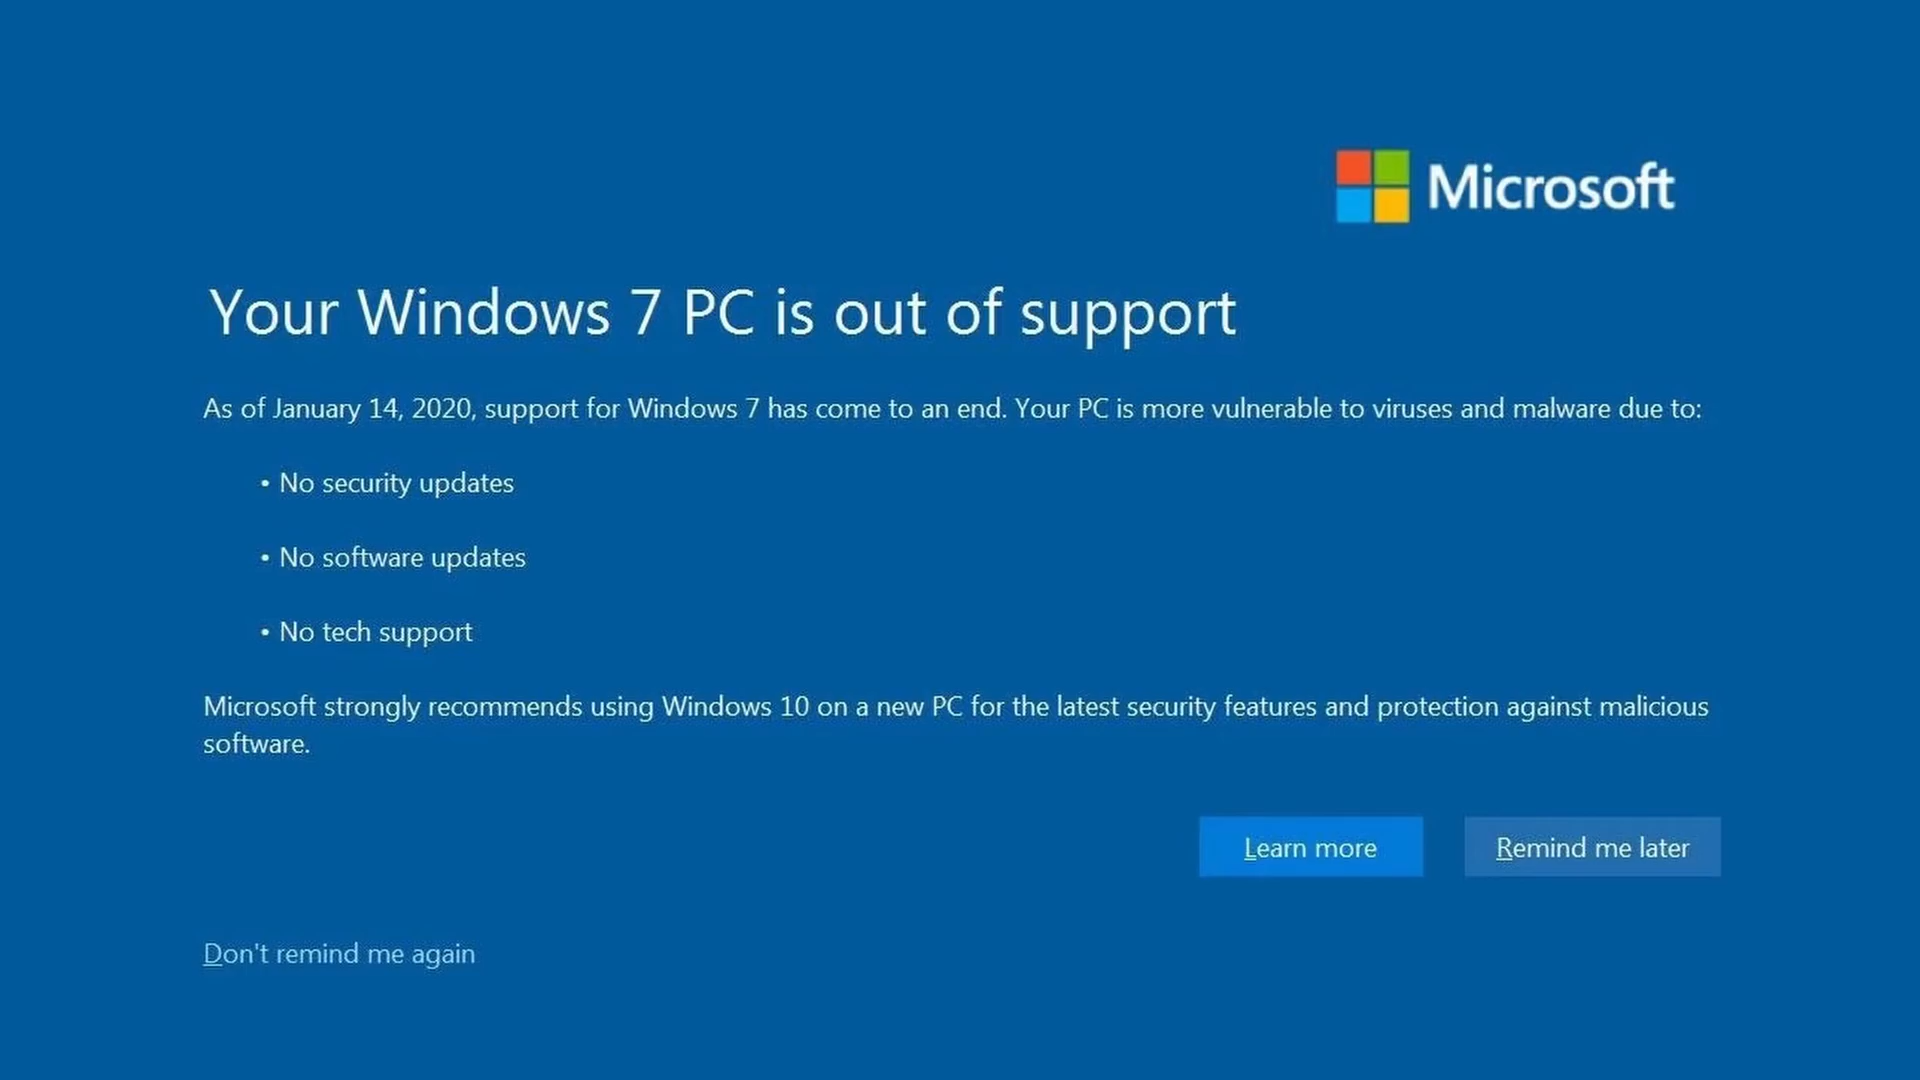 Microsoft
Your Windows 7 PC is out of support
As of January 14, 2020, support for Windows 7 has come to an end. Your PC is more vulnerable to viruses and malware due to:
• No security updates
• No software updates
• No tech support
Microsoft strongly recommends using Windows 10 on a new PC for the latest security features and protection against malicious
software.
Learn more
Remind me later
Don't remind me again